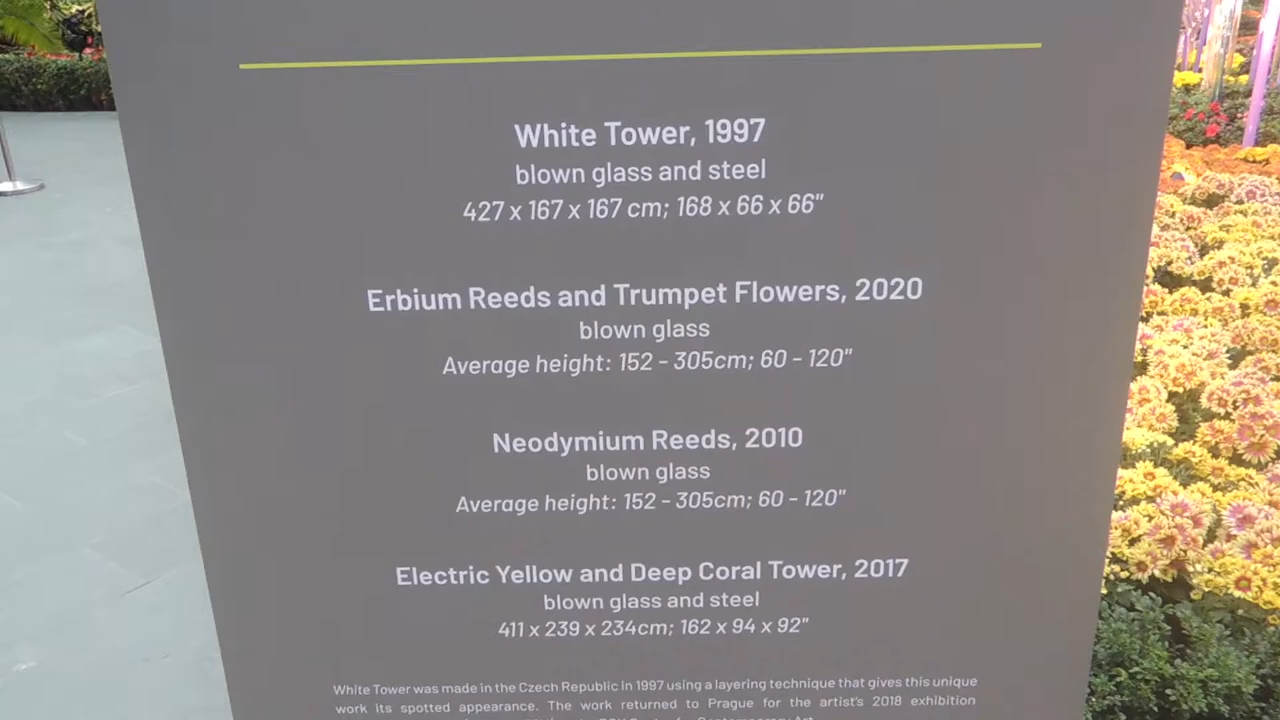 White Tower, 1997
blown glass and steel
427 x 167 x 167 cm; 168 x 66 x 66"
Erbium Reeds and Trumpet Flowers, 2020
blown glass
Average height: 152 - 305cm; 60 - 120"
Neodymium Reeds, 2010
blown glass
Average height: 152 - 305cm; 60 - 120"
Electric Yellow and Deep Coral Tower, 2017
blown glass and steel
411 x 239 x 234cm; 162 x 94 x 92"
White Tower was made in the Czech Republic in 1997 using a layering technique that gives this unique
work its spotted appearance. The work returned to Prague for the artist's 2018 exhibition